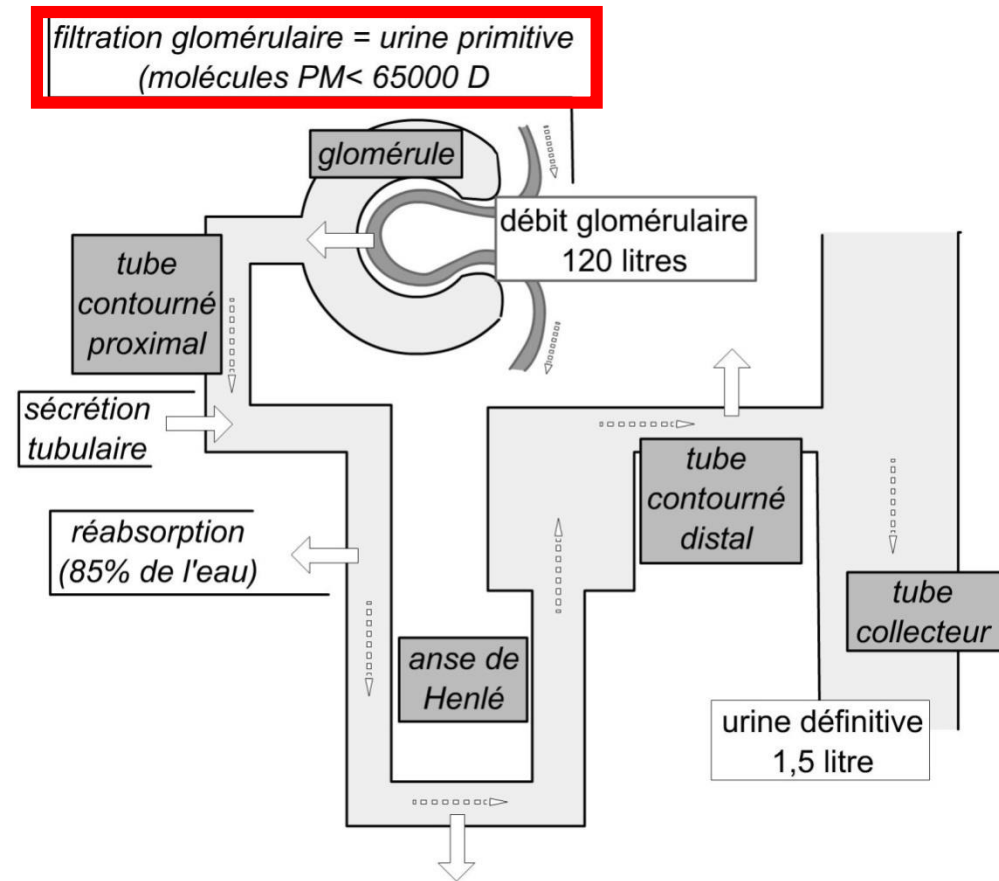 filtration glomérulaire = urine primitive
(molécules PM< 65000 D
glomérule
débit glomérulaire
120 litres
tube
contourné
proximal
sécrétion
tubulaire
réabsorption
(85% de l'eau)
anse de
Henlé
tube
contourné
distal
tube
collecteur
urine définitive
1,5 litre